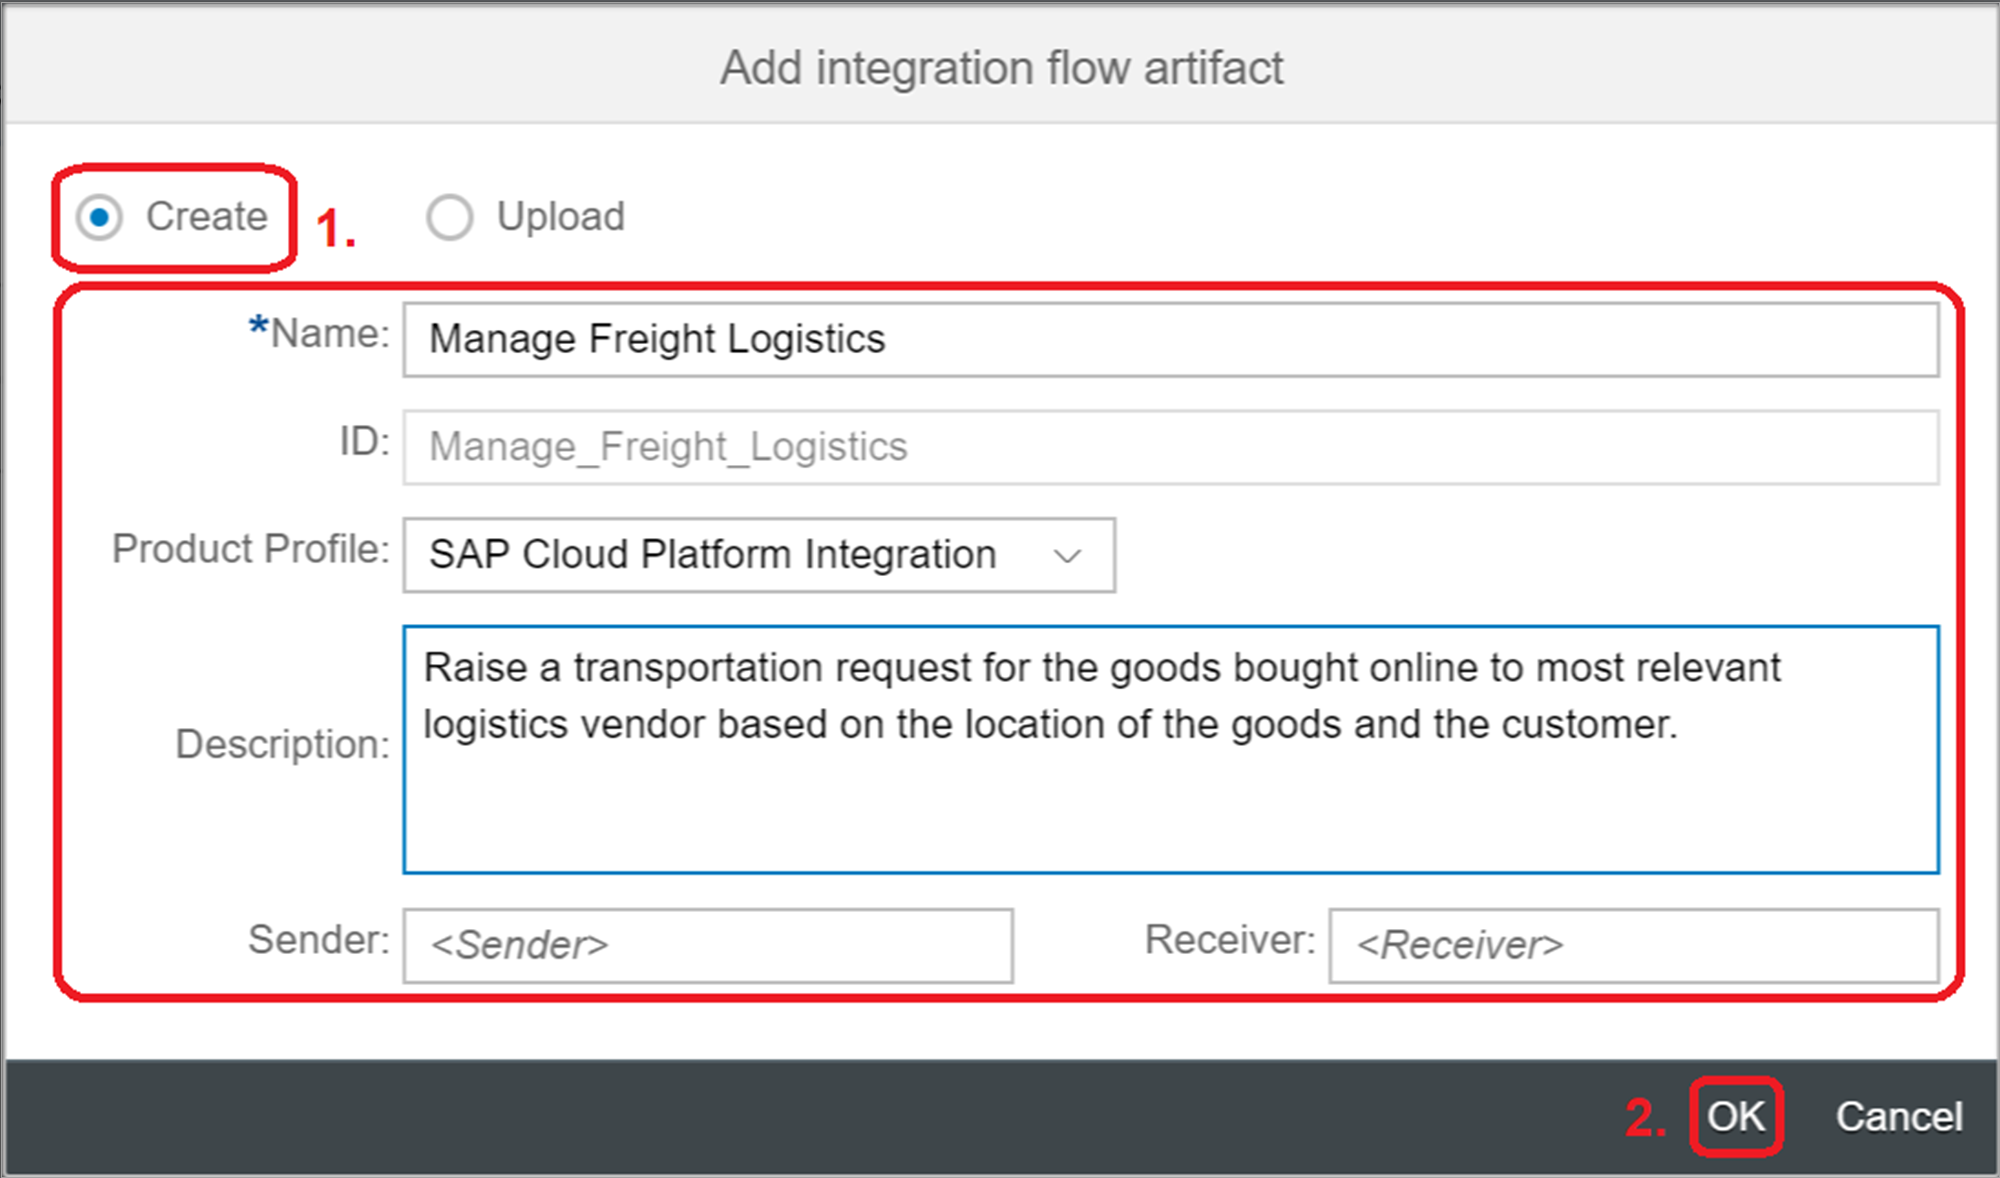 Add integration flow artifact
Create 1. Upload
*Name: Manage Freight Logistics
ID: Manage_Freight_Logistics
Product Profile: SAP Cloud Platform Integration
Description: Raise a transportation request for the goods bought online to most relevant
logistics vendor based on the location of the goods and the customer.
Sender: <Sender> Receiver: <Receiver>
2. OK Cancel